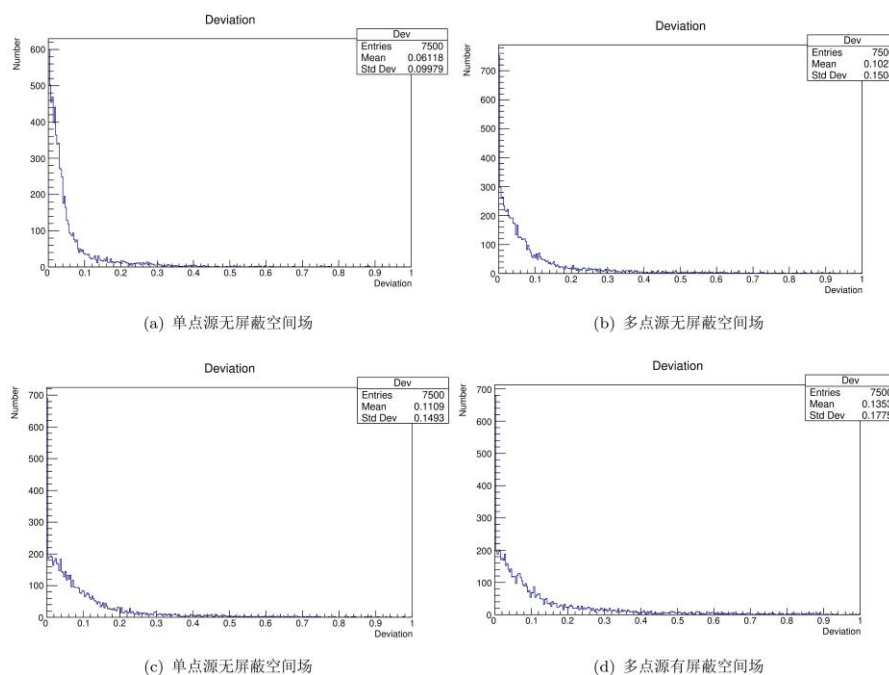 Deviation
Number
Dev
Entries 7500
Mean 0.06118
Std Dev 0.09979
600
500
400
300
200
100
0
0 0.1 0.2 0.3 0.4 0.5 0.6 0.7 0.8 0.9 1
Deviation
(a) 单点源无屏蔽空间场
Deviation
Number
Dev
Entries 750
Mean 0.102
Std Dev 0.150
700
600
500
400
300
200
100
0
0 0.1 0.2 0.3 0.4 0.5 0.6 0.7 0.8 0.9 1
Deviation
(b) 多点源无屏蔽空间场
Deviation
Number
Dev
Entries 7500
Mean 0.1109
Std Dev 0.1493
700
600
500
400
300
200
100
0
0 0.1 0.2 0.3 0.4 0.5 0.6 0.7 0.8 0.9 1
Deviation
(c) 单点源无屏蔽空间场
Deviation
Number
Dev
Entries 7500
Mean 0.1353
Std Dev 0.1775
700
600
500
400
300
200
100
0
0 0.1 0.2 0.3 0.4 0.5 0.6 0.7 0.8 0.9 1
Deviation
(d) 多点源有屏蔽空间场